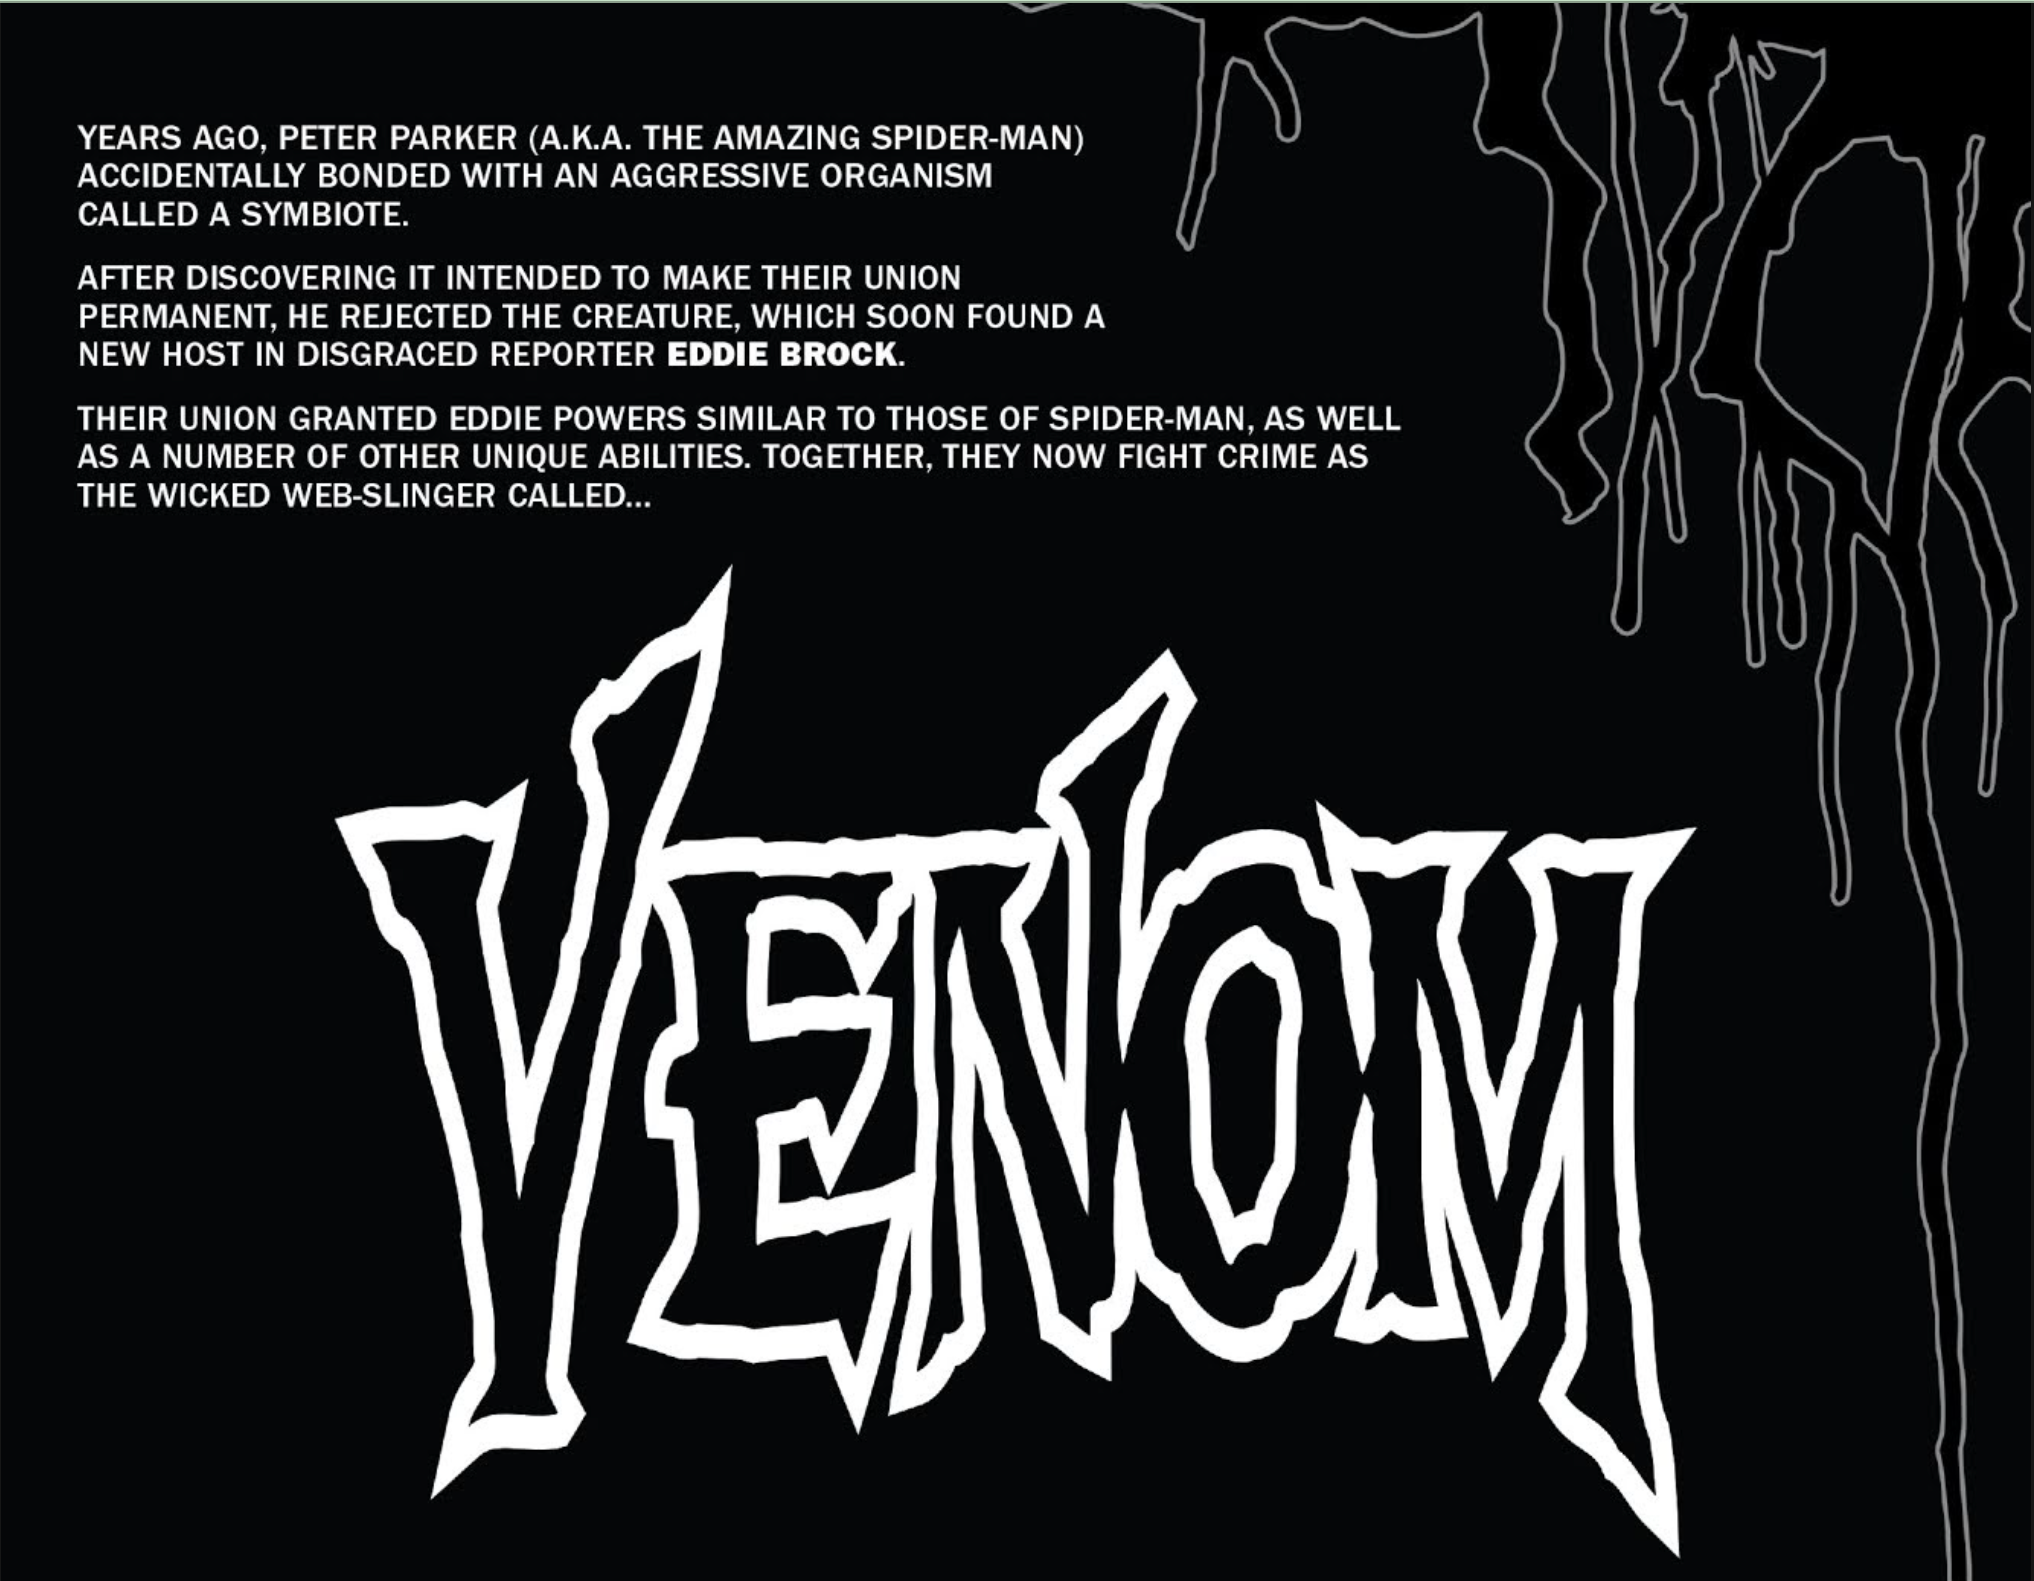 YEARS AGO, PETER PARKER (A.K.A. THE AMAZING SPIDER-MAN)
ACCIDENTALLY BONDED WITH AN AGGRESSIVE ORGANISM
CALLED A SYMBIOTE.
AFTER DISCOVERING IT INTENDED TO MAKE THEIR UNION
PERMANENT, HE REJECTED THE CREATURE, WHICH SOON FOUND A
NEW HOST IN DISGRACED REPORTER EDDIE BROCK.
THEIR UNION GRANTED EDDIE POWERS SIMILAR TO THOSE OF SPIDER-MAN, AS WELL
AS A NUMBER OF OTHER UNIQUE ABILITIES. TOGETHER, THEY NOW FIGHT CRIME AS
THE WICKED WEB-SLINGER CALLED...
VENOM